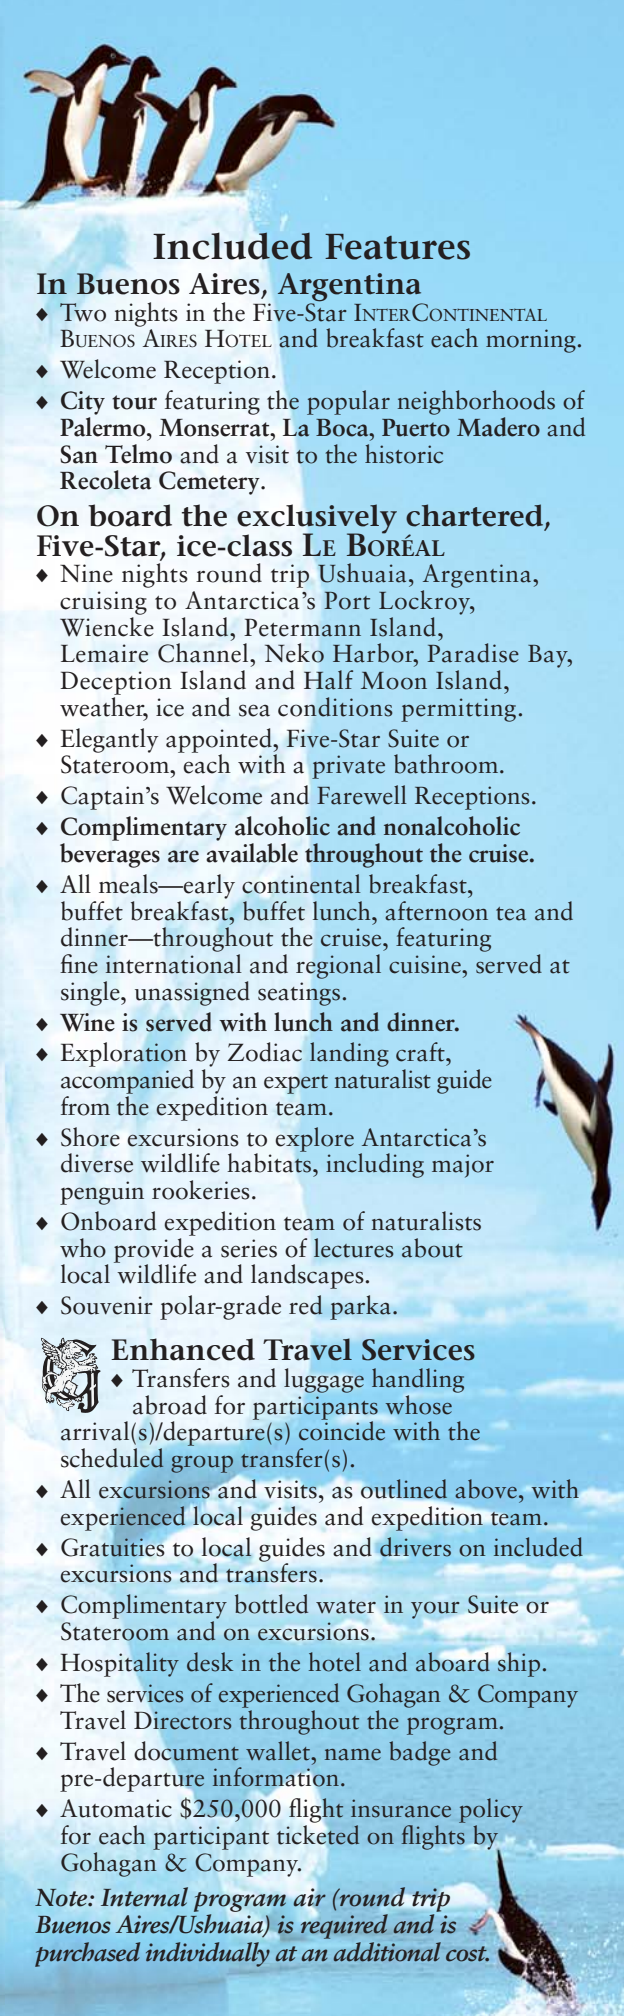 Included Features
In Buenos Aires, Argentina
◆ Two nights in the Five-Star INTERCONTINENTAL
BUENOS AIRES HOTEL and breakfast each morning.
◆ Welcome Reception.
◆ City tour featuring the popular neighborhoods of
Palermo, Monserrat, La Boca, Puerto Madero and
San Telmo and a visit to the historic
Recoleta Cemetery.
On board the exclusively chartered,
Five-Star, ice-class LE BORÉAL
◆ Nine nights round trip Ushuaia, Argentina,
cruising to Antarctica’s Port Lockroy,
Wiencke Island, Petermann Island,
Lemaire Channel, Neko Harbor, Paradise Bay,
Deception Island and Half Moon Island,
weather, ice and sea conditions permitting.
◆ Elegantly appointed, Five-Star Suite or
Stateroom, each with a private bathroom.
◆ Captain’s Welcome and Farewell Receptions.
◆ Complimentary alcoholic and nonalcoholic
beverages are available throughout the cruise.
◆ All meals—early continental breakfast,
buffet breakfast, buffet lunch, afternoon tea and
dinner—throughout the cruise, featuring
fine international and regional cuisine, served at
single, unassigned seatings.
◆ Wine is served with lunch and dinner.
◆ Exploration by Zodiac landing craft,
accompanied by an expert naturalist guide
from the expedition team.
◆ Shore excursions to explore Antarctica’s
diverse wildlife habitats, including major
penguin rookeries.
◆ Onboard expedition team of naturalists
who provide a series of lectures about
local wildlife and landscapes.
◆ Souvenir polar-grade red parka.
Enhanced Travel Services
◆ Transfers and luggage handling
abroad for participants whose
arrival(s)/departure(s) coincide with the
scheduled group transfer(s).
◆ All excursions and visits, as outlined above, with
experienced local guides and expedition team.
◆ Gratuities to local guides and drivers on included
excursions and transfers.
◆ Complimentary bottled water in your Suite or
Stateroom and on excursions.
◆ Hospitality desk in the hotel and aboard ship.
◆ The services of experienced Gohagan & Company
Travel Directors throughout the program.
◆ Travel document wallet, name badge and
pre-departure information.
◆ Automatic $250,000 flight insurance policy
for each participant ticketed on flights by
Gohagan & Company.
Note: Internal program air (round trip
Buenos Aires/Ushuaia) is required and is
purchased individually at an additional cost.